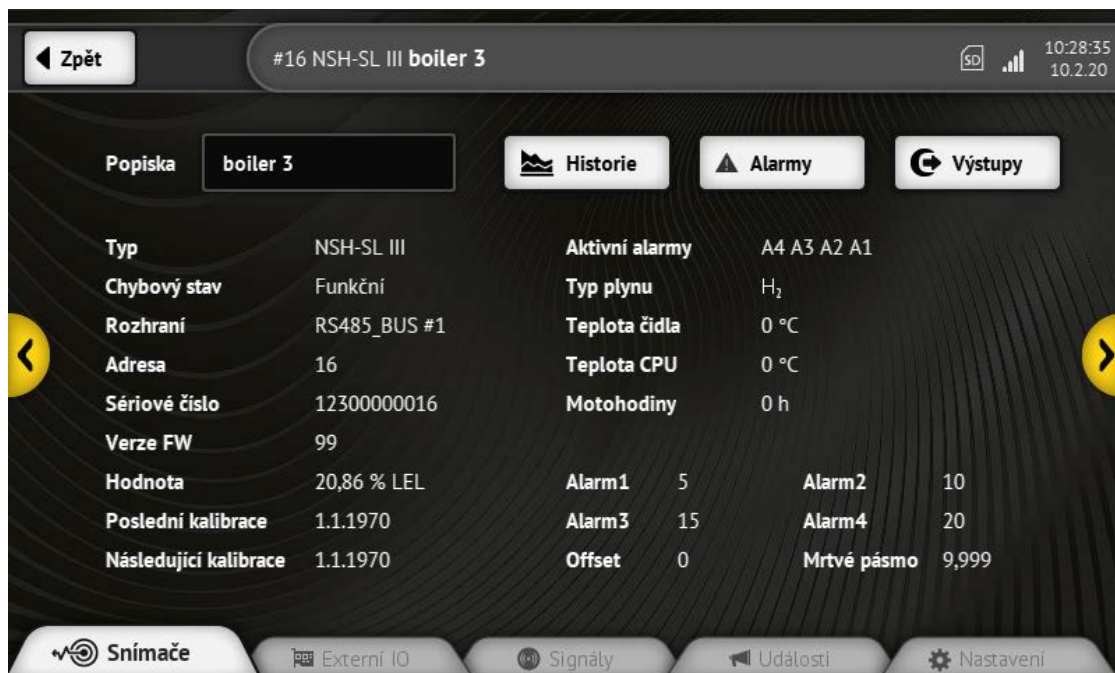 Zpět
#16 NSH-SL III boiler 3
SD
10:28:35
10.2.20
Popiska boiler 3 Historie Alarmy Výstupy
Typ NSH-SL III Aktivní alarmy A4 A3 A2 A1
Chybový stav Funkční Typ plynu H₂
Rozhraní RS485_BUS #1 Teplota čidla 0 °C
Adresa 16 Teplota CPU 0 °C
Sériové číslo 12300000016 Motohodiny 0 h
Verze FW 99
Hodnota 20,86 % LEL Alarm1 5 Alarm2 10
Poslední kalibrace 1.1.1970 Alarm3 15 Alarm4 20
Následující kalibrace 1.1.1970 Offset 0 Mrtvé pásmo 9,999
Snímače Externí IO Signály Události Nastavení